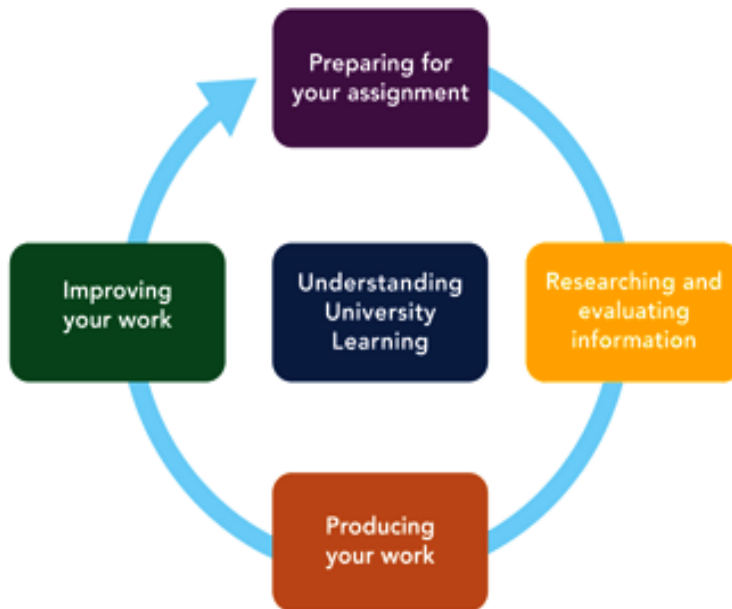 Preparing for
your assignment
Improving
your work
Understanding
University
Learning
Researching and
evaluating
information
Producing
your work